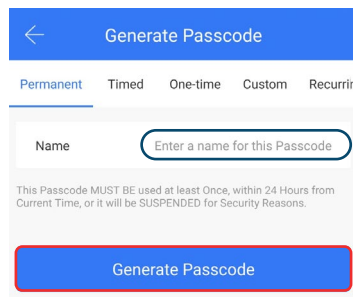 Generate Passcode
Permanent Timed One-time Custom Recurrin
Name Enter a name for this Passcode
This Passcode MUST BE used at least Once, within 24 Hours from
Current Time, or it will be SUSPENDED for Security Reasons.
Generate Passcode